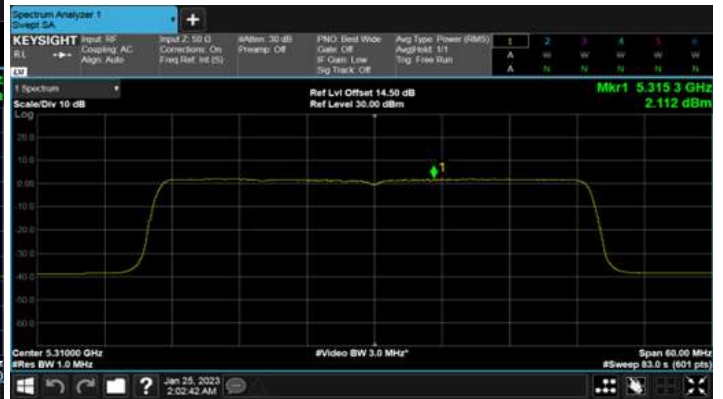 Spectrum Analyzer 1
Swept SA
KEYSIGHT Input: RF Input Z: 50 Ω #Atten: 30 dB PNO: Best Wide Avg Type: Power (RMS) 1 2 3 4 5 6
RL Coupling: AC Corrections: On Preamp: Off Gate: Off Avg|Hold: 1/1 A W W W W W
Align: Auto Freq Ref: Int (S) IF Gain: Low Trig: Free Run
LXI Sig Track: Off A N N N N N
1 Spectrum
Ref Lvl Offset 14.50 dB Mkr1 5.315 3 GHz
Scale/Div 10 dB Ref Level 30.00 dBm 2.112 dBm
Log
20.0
10.0
1
0.00
-10.0
-20.0
-30.0
-40.0
-50.0
-60.0
Center 5.31000 GHz #Video BW 3.0 MHz* Span 60.00 MHz
#Res BW 1.0 MHz #Sweep 83.0 s (601 pts)
? Jan 25, 2023
2:02:42 AM